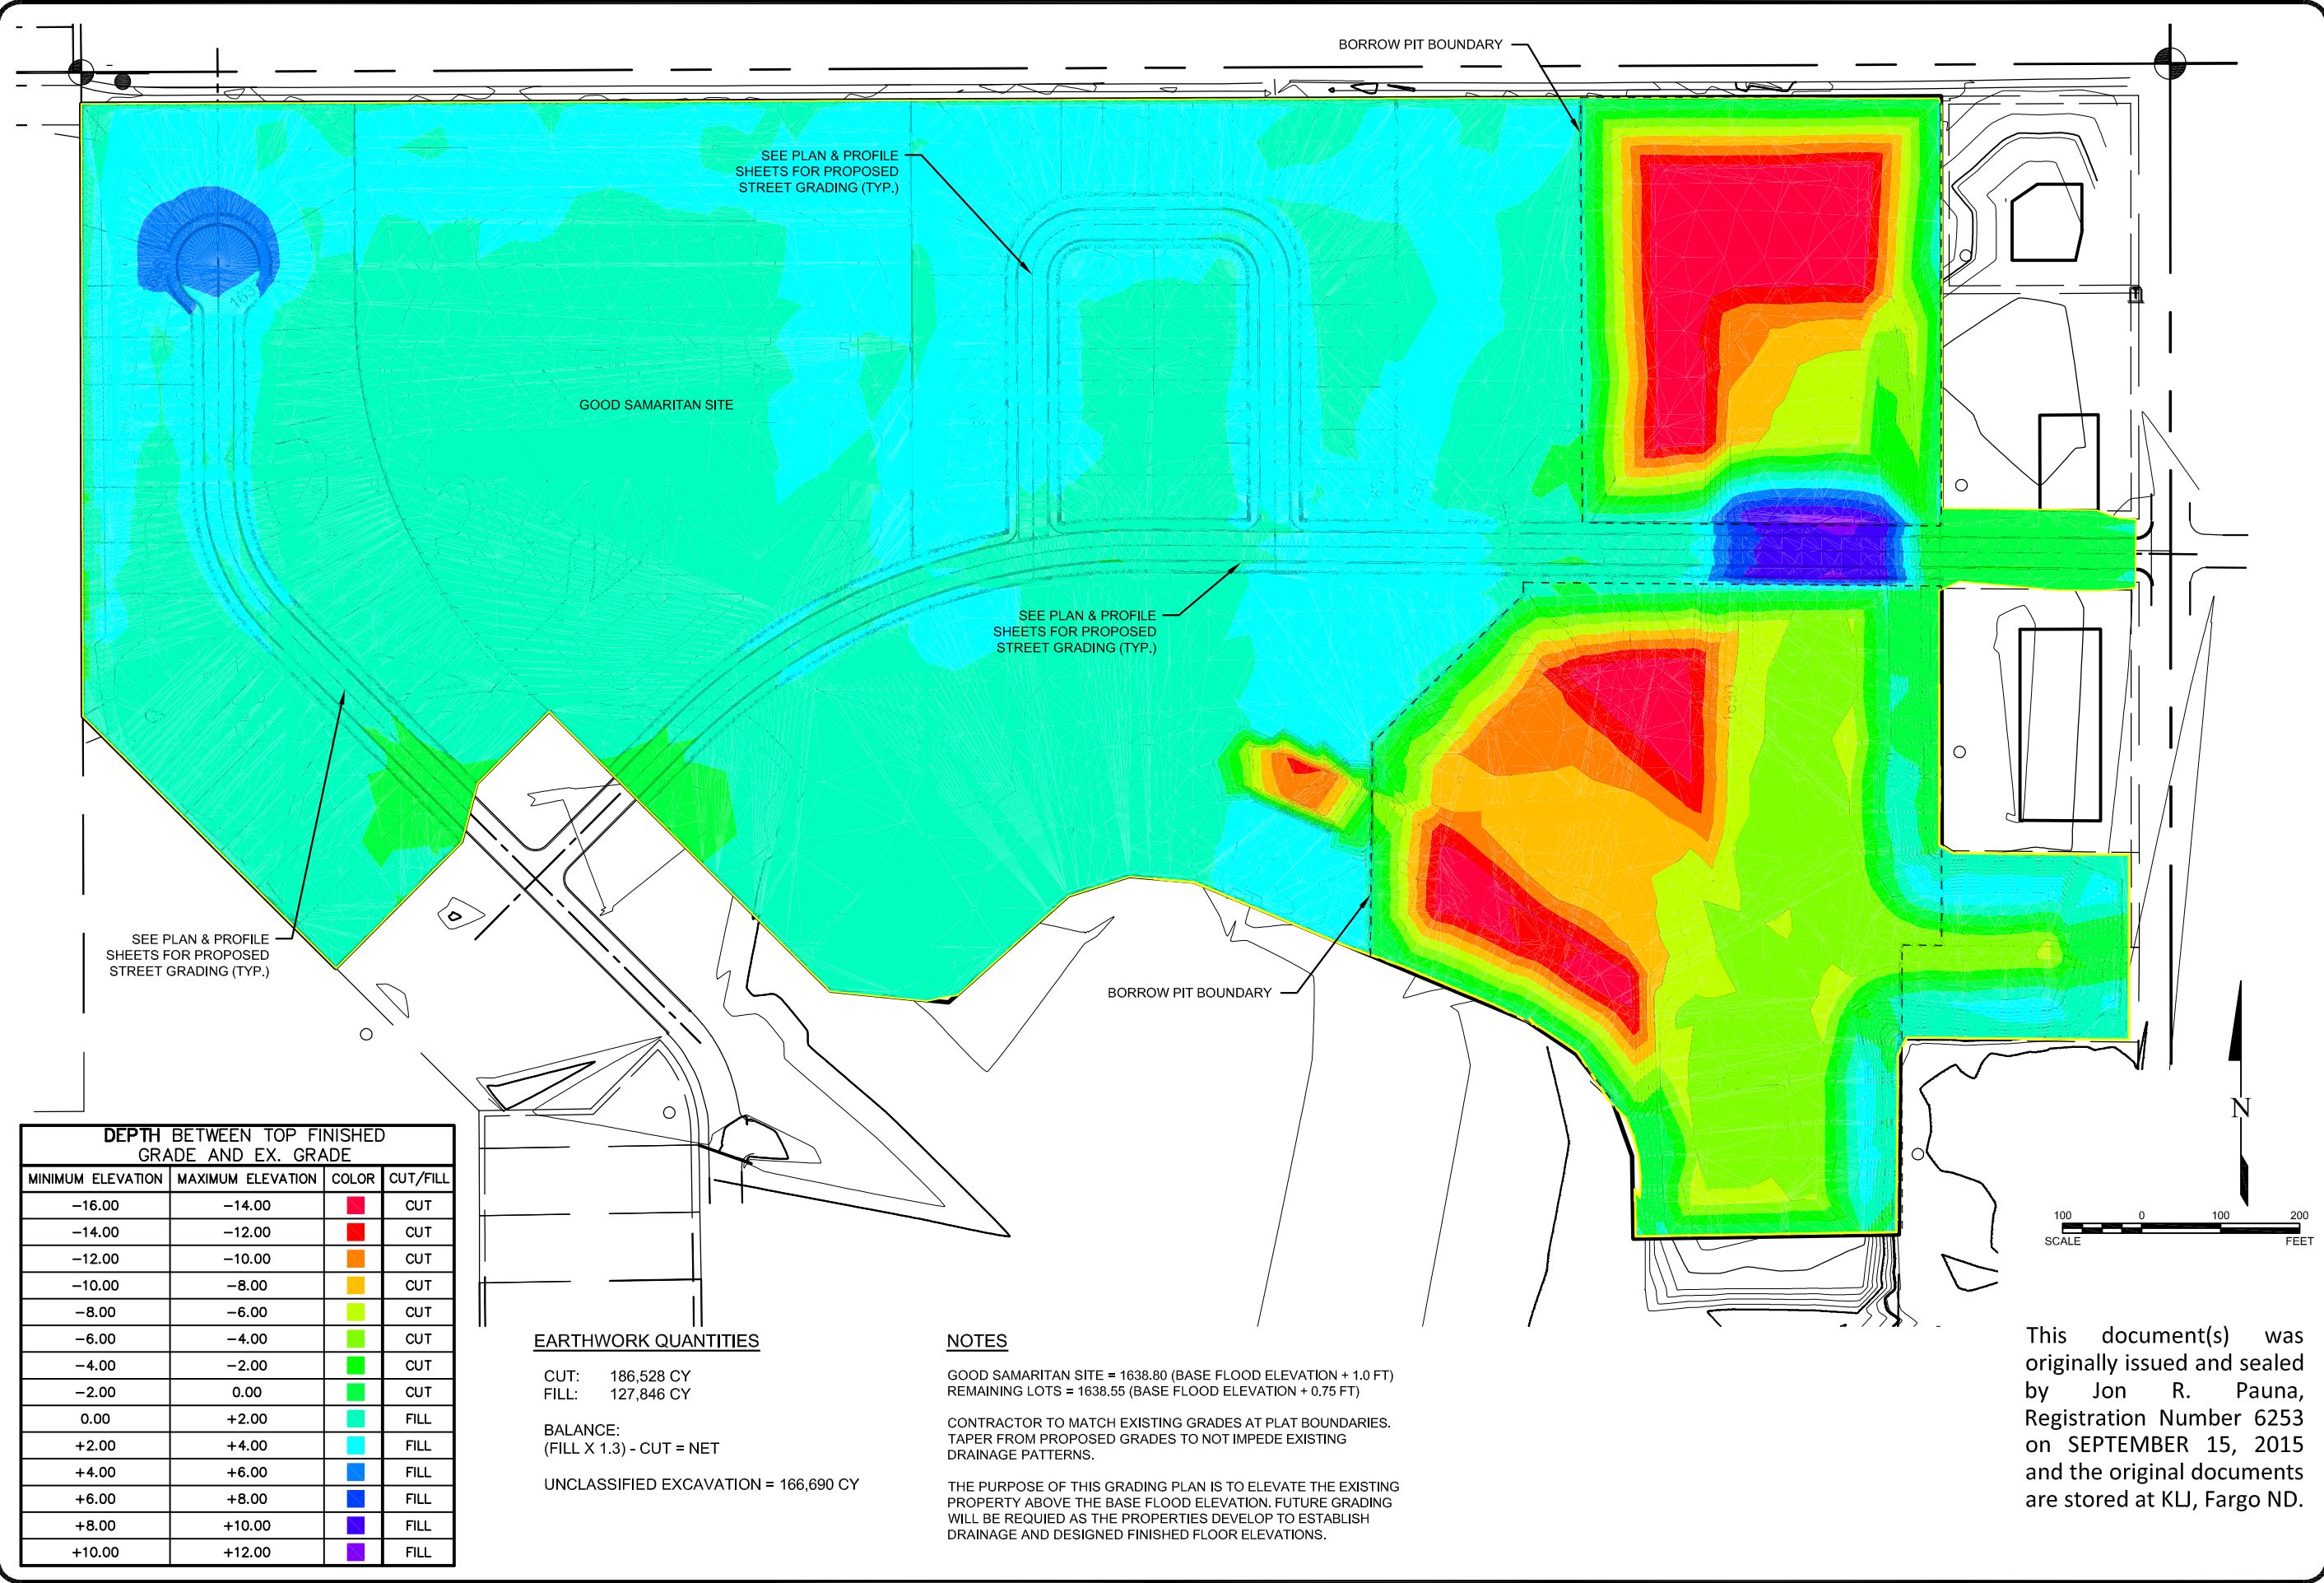 BORROW PIT BOUNDARY
SEE PLAN & PROFILE
SHEETS FOR PROPOSED
STREET GRADING (TYP.)
GOOD SAMARITAN SITE
SEE PLAN & PROFILE
SHEETS FOR PROPOSED
STREET GRADING (TYP.)
SEE PLAN & PROFILE
SHEETS FOR PROPOSED
STREET GRADING (TYP.)
BORROW PIT BOUNDARY
N
100 0 100 200
SCALE FEET
DEPTH BETWEEN TOP FINISHED
GRADE AND EX. GRADE
MINIMUM ELEVATION MAXIMUM ELEVATION COLOR CUT/FILL
-16.00 -14.00 CUT
-14.00 -12.00 CUT
-12.00 -10.00 CUT
-10.00 -8.00 CUT
-8.00 -6.00 CUT
-6.00 -4.00 CUT
-4.00 -2.00 CUT
-2.00 0.00 CUT
0.00 +2.00 FILL
+2.00 +4.00 FILL
+4.00 +6.00 FILL
+6.00 +8.00 FILL
+8.00 +10.00 FILL
+10.00 +12.00 FILL
EARTHWORK QUANTITIES
CUT: 186,528 CY
FILL: 127,846 CY
BALANCE:
(FILL X 1.3) - CUT = NET
UNCLASSIFIED EXCAVATION = 166,690 CY
NOTES
GOOD SAMARITAN SITE = 1638.80 (BASE FLOOD ELEVATION + 1.0 FT)
REMAINING LOTS = 1638.55 (BASE FLOOD ELEVATION + 0.75 FT)
CONTRACTOR TO MATCH EXISTING GRADES AT PLAT BOUNDARIES.
TAPER FROM PROPOSED GRADES TO NOT IMPEDE EXISTING
DRAINAGE PATTERNS.
THE PURPOSE OF THIS GRADING PLAN IS TO ELEVATE THE EXISTING
PROPERTY ABOVE THE BASE FLOOD ELEVATION. FUTURE GRADING
WILL BE REQUIED AS THE PROPERTIES DEVELOP TO ESTABLISH
DRAINAGE AND DESIGNED FINISHED FLOOR ELEVATIONS.
This document(s) was
originally issued and sealed
by Jon R. Pauna,
Registration Number 6253
on SEPTEMBER 15, 2015
and the original documents
are stored at KLJ, Fargo ND.